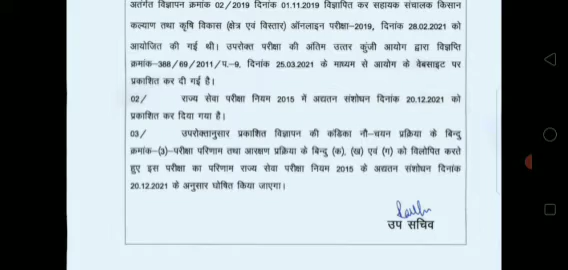 अंतर्गत विज्ञापन क्रमांक 02/2019 दिनांक 01.11.2019 विज्ञापित कर सहायक संचालक किसान
कल्याण तथा कृषि विकास (क्षेत्र एवं विस्तार) ऑनलाइन परीक्षा-2019, दिनांक 28.02.2021 को
आयोजित की गई थी। उपरोक्त परीक्षा की अंतिम उत्तर कुंजी आयोग द्वारा विज्ञप्ति
क्रमांक-388/69/2011/प.-9, दिनांक 25.03.2021 के माध्यम से आयोग के वेबसाइट पर
प्रकाशित कर दी गई है।
02/ राज्य सेवा परीक्षा नियम 2015 में अद्यतन संशोधन दिनांक 20.12.2021 को
प्रकाशित कर दिया गया है।
03/ उपरोक्तानुसार प्रकाशित विज्ञापन की कंडिका नौ-चयन प्रक्रिया के बिन्दु
क्रमांक-(3)-परीक्षा परिणाम तथा आरक्षण प्रक्रिया के बिन्दु (क), (ख) एवं (ग) को विलोपित करते
हुए इस परीक्षा का परिणाम राज्य सेवा परीक्षा नियम 2015 के अद्यतन संशोधन दिनांक
20.12.2021 के अनुसार घोषित किया जाएगा।
उप सचिव